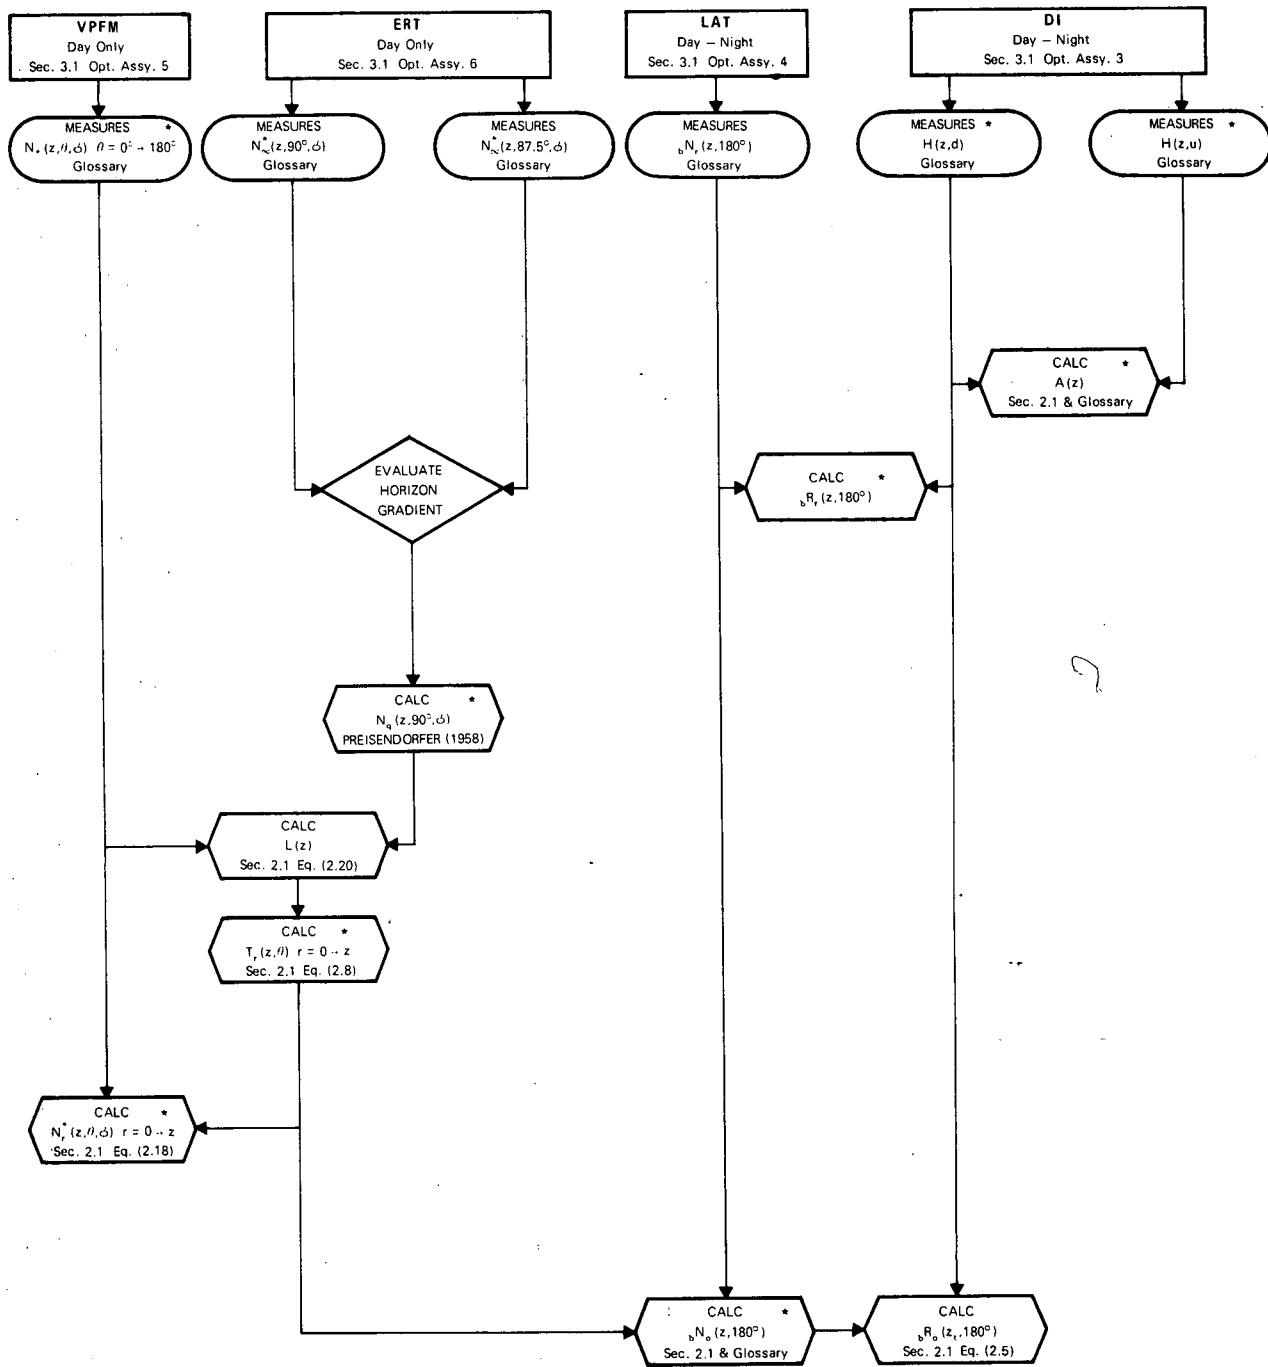 VPFM
Day Only
Sec. 3.1 Opt. Assy. 5
ERT
Day Only
Sec. 3.1 Opt. Assy. 6
LAT
Day – Night
Sec. 3.1 Opt. Assy. 4
DI
Day – Night
Sec. 3.1 Opt. Assy. 3
MEASURES *
N*(z,θ,φ) θ = 0° → 180°
Glossary
MEASURES
N*∞(z,90°,φ)
Glossary
MEASURES
N*∞(z,87.5°,φ)
Glossary
MEASURES
bNr(z,180°)
Glossary
MEASURES *
H(z,d)
Glossary
MEASURES *
H(z,u)
Glossary
CALC *
A(z)
Sec. 2.1 & Glossary
CALC *
bRr(z,180°)
EVALUATE
HORIZON
GRADIENT
CALC *
Nq(z,90°,φ)
PREISENDORFER (1958)
CALC
L(z)
Sec. 2.1 Eq. (2.20)
CALC *
Tr(z,θ) r = 0 → z
Sec. 2.1 Eq. (2.8)
CALC *
N*r(z,θ,φ) r = 0 → z
Sec. 2.1 Eq. (2.18)
CALC *
bNo(z,180°)
Sec. 2.1 & Glossary
CALC
bRo(zt,180°)
Sec. 2.1 Eq. (2.5)